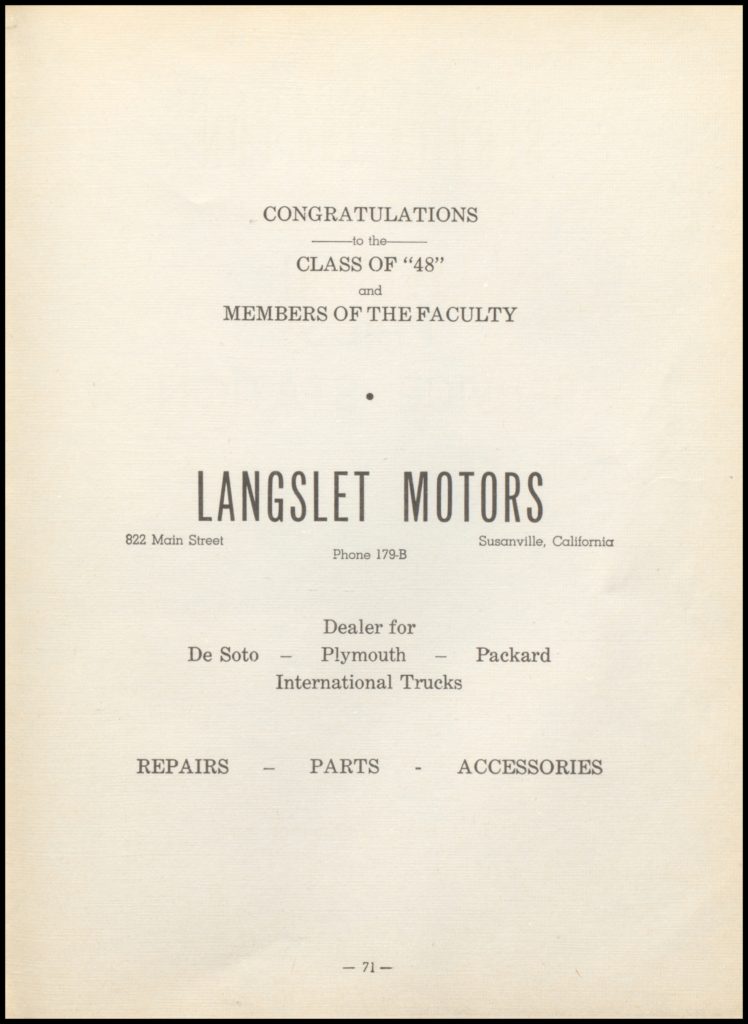 CONGRATULATIONS
to the
CLASS OF “48”
and
MEMBERS OF THE FACULTY
•
LANGSLET MOTORS
822 Main Street Susanville, California
Phone 179-B
Dealer for
De Soto – Plymouth – Packard
International Trucks
REPAIRS – PARTS - ACCESSORIES
— 71 —